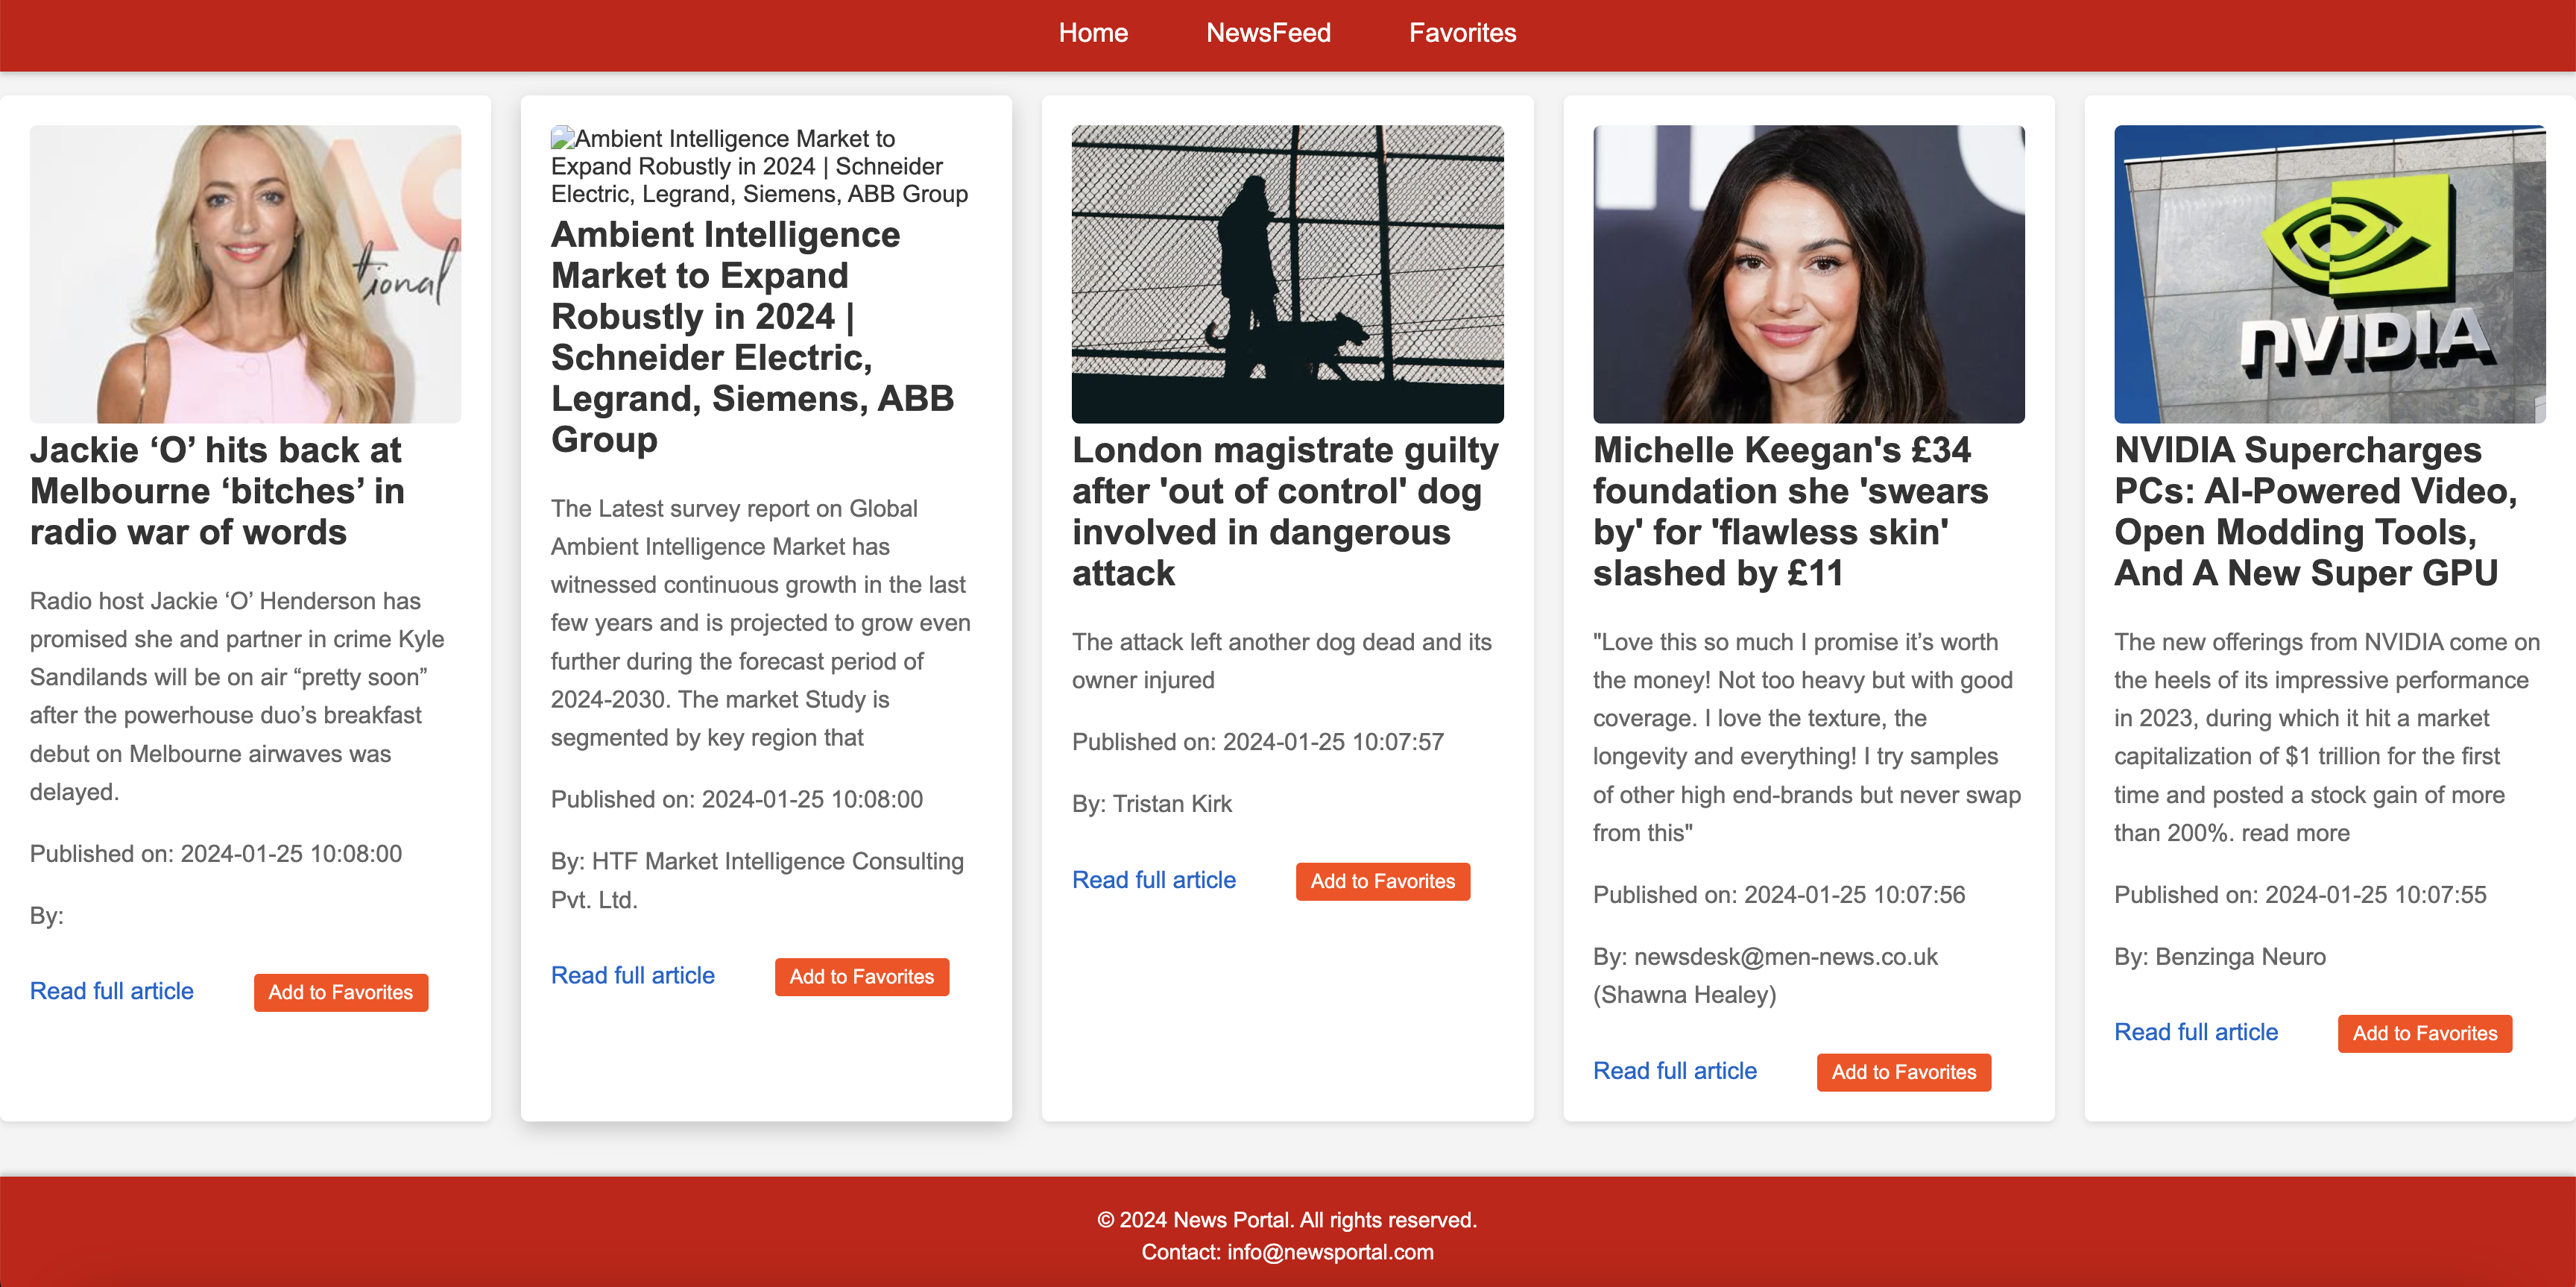 Home NewsFeed Favorites
tional
Jackie ‘O’ hits back at
Melbourne ‘bitches’ in
radio war of words
Radio host Jackie ‘O’ Henderson has
promised she and partner in crime Kyle
Sandilands will be on air “pretty soon”
after the powerhouse duo’s breakfast
debut on Melbourne airwaves was
delayed.
Published on: 2024-01-25 10:08:00
By:
Read full article Add to Favorites
Ambient Intelligence Market to
Expand Robustly in 2024 | Schneider
Electric, Legrand, Siemens, ABB Group
Ambient Intelligence
Market to Expand
Robustly in 2024 |
Schneider Electric,
Legrand, Siemens, ABB
Group
The Latest survey report on Global
Ambient Intelligence Market has
witnessed continuous growth in the last
few years and is projected to grow even
further during the forecast period of
2024-2030. The market Study is
segmented by key region that
Published on: 2024-01-25 10:08:00
By: HTF Market Intelligence Consulting
Pvt. Ltd.
Read full article Add to Favorites
London magistrate guilty
after 'out of control' dog
involved in dangerous
attack
The attack left another dog dead and its
owner injured
Published on: 2024-01-25 10:07:57
By: Tristan Kirk
Read full article Add to Favorites
Michelle Keegan's £34
foundation she 'swears
by' for 'flawless skin'
slashed by £11
"Love this so much I promise it’s worth
the money! Not too heavy but with good
coverage. I love the texture, the
longevity and everything! I try samples
of other high end-brands but never swap
from this"
Published on: 2024-01-25 10:07:56
By: newsdesk@men-news.co.uk
(Shawna Healey)
Read full article Add to Favorites
NVIDIA
NVIDIA Supercharges
PCs: AI-Powered Video,
Open Modding Tools,
And A New Super GPU
The new offerings from NVIDIA come on
the heels of its impressive performance
in 2023, during which it hit a market
capitalization of $1 trillion for the first
time and posted a stock gain of more
than 200%. read more
Published on: 2024-01-25 10:07:55
By: Benzinga Neuro
Read full article Add to Favorites
© 2024 News Portal. All rights reserved.
Contact: info@newsportal.com